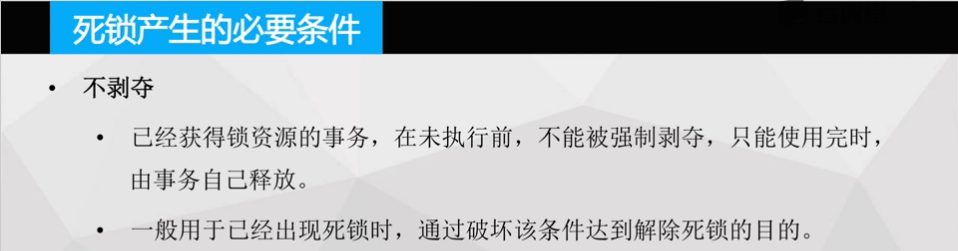 死锁产生的必要条件
• 不剥夺
• 已经获得锁资源的事务，在未执行前，不能被强制剥夺，只能使用完时，
由事务自己释放。
• 一般用于已经出现死锁时，通过破坏该条件达到解除死锁的目的。